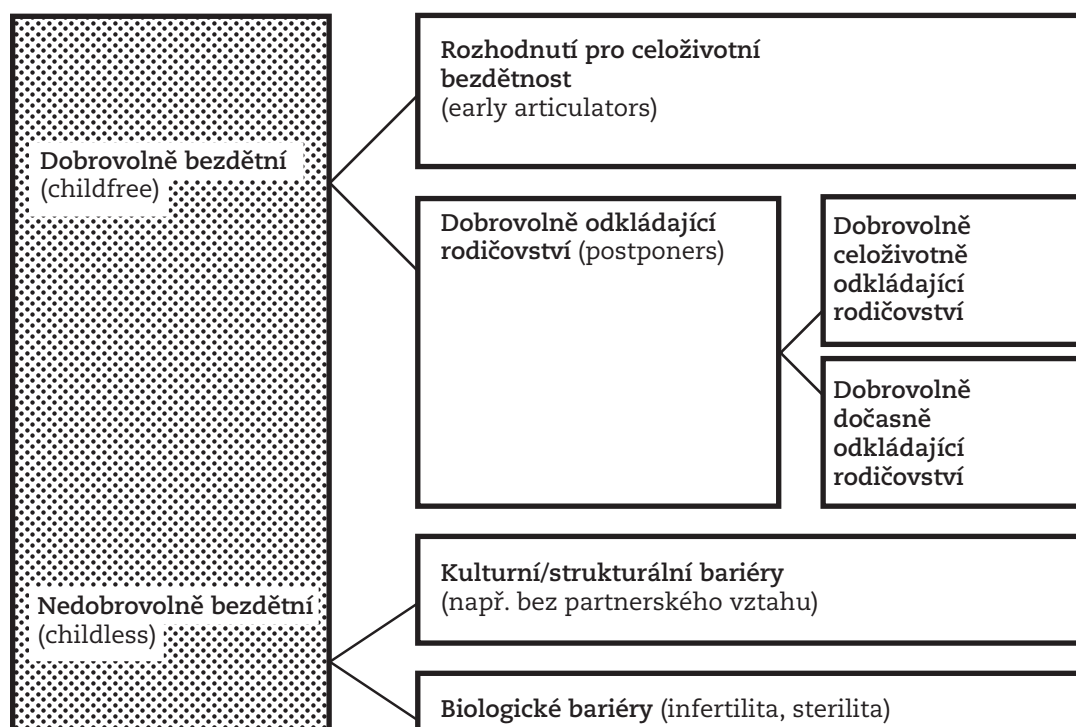 Dobrovolně bezdětní
(childfree)
Rozhodnutí pro celoživotní
bezdětnost
(early articulators)
Dobrovolně odkládající
rodičovství (postponers)
Dobrovolně
celoživotně
odkládající
rodičovství
Dobrovolně
dočasně
odkládající
rodičovství
Nedobrovolně bezdětní
(childless)
Kulturní/strukturální bariéry
(např. bez partnerského vztahu)
Biologické bariéry (infertilita, sterilita)